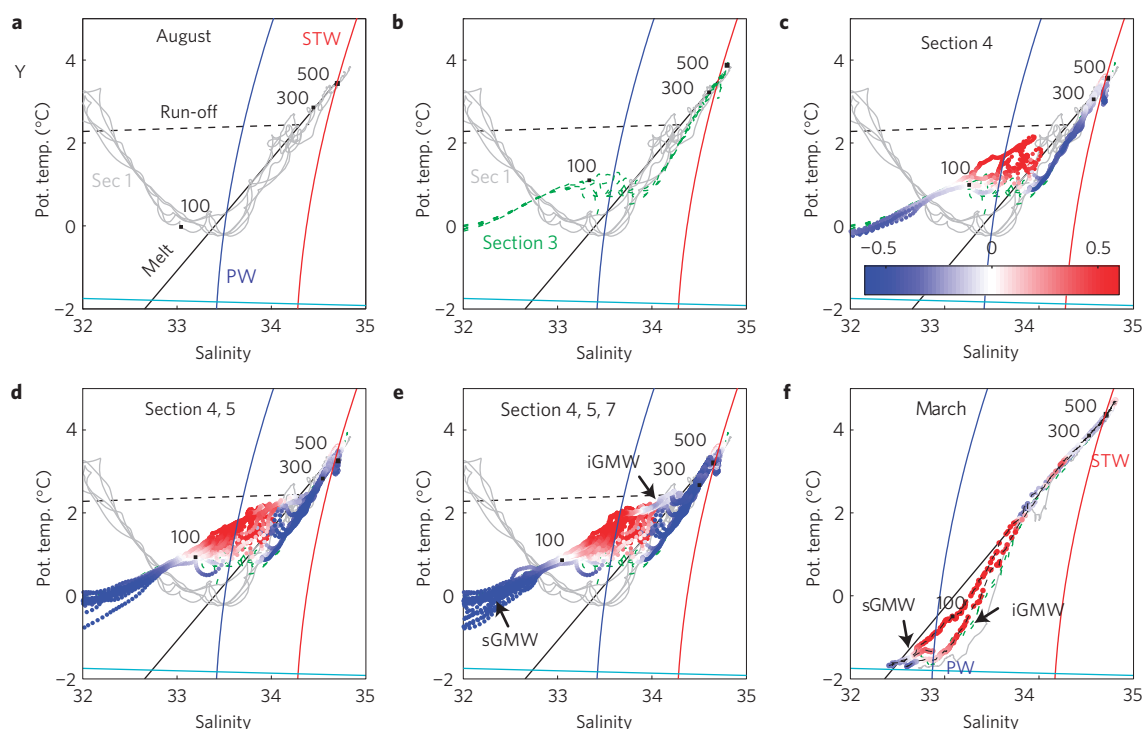 a
August
STW
500
300
Run-off
Sec 1
100
Melt
PW
Y
Pot. temp. (°C)
4
2
0
−2
32
33
34
35
Salinity
b
500
300
100
Sec 1
Section 3
Pot. temp. (°C)
4
2
0
−2
32
33
34
35
Salinity
c
Section 4
500
300
100
−0.5
0
0.5
Pot. temp. (°C)
4
2
0
−2
32
33
34
35
Salinity
d
Section 4, 5
500
300
100
Pot. temp. (°C)
4
2
0
−2
32
33
34
35
Salinity
e
Section 4, 5, 7
500
iGMW
300
100
sGMW
Pot. temp. (°C)
4
2
0
−2
32
33
34
35
Salinity
f
March
500
300
STW
100
sGMW
iGMW
PW
Pot. temp. (°C)
4
2
0
−2
32
33
34
35
Salinity